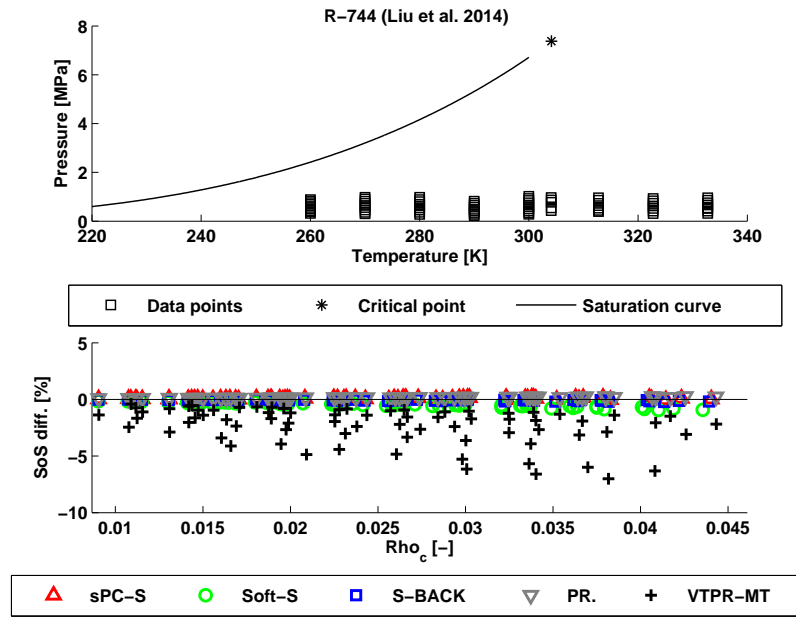 R−744 (Liu et al. 2014)
Pressure [MPa]
8
6
4
2
0
220 240 260 280 300 320 340
Temperature [K]
Data points Critical point Saturation curve
SoS diff. [%]
5
0
−5
−10
0.01 0.015 0.02 0.025 0.03 0.035 0.04 0.045
Rho_c [−]
sPC−S Soft−S S−BACK PR. VTPR−MT